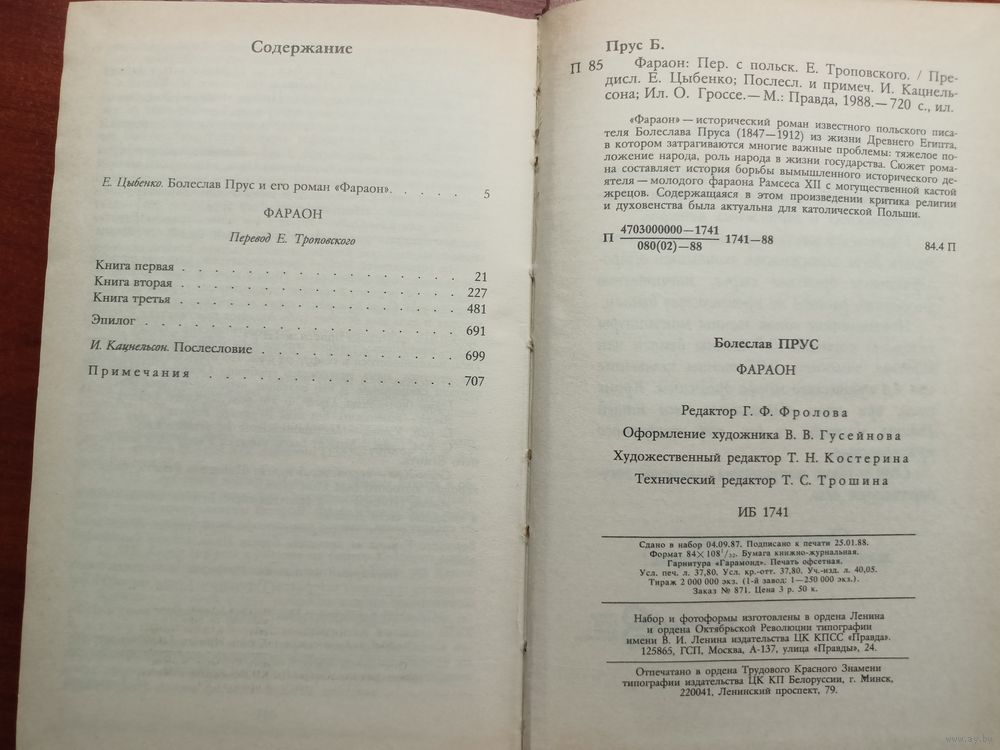 Содержание
Е. Цыбенко. Болеслав Прус и его роман «Фараон». . . . . . 5
ФАРАОН
Перевод Е. Троповского
Книга первая . . . . . . . . . . . . . . . . 21
Книга вторая . . . . . . . . . . . . . . . . 227
Книга третья . . . . . . . . . . . . . . . . 481
Эпилог . . . . . . . . . . . . . . . . . . 691
И. Кацнельсон. Послесловие . . . . . . . . . . . . 699
Примечания . . . . . . . . . . . . . . 707
Прус Б.
П 85 Фараон: Пер. с польск. Е. Троповского. / Пре-
дисл. Е. Цыбенко; Послесл. и примеч. И. Кацнель-
сона; Ил. О. Гроссе.— М.: Правда, 1988.— 720 с., ил.
«Фараон» — исторический роман известного польского писа-
теля Болеслава Пруса (1847—1912) из жизни Древнего Египта,
в котором затрагиваются многие важные проблемы: тяжелое по-
ложение народа, роль народа в жизни государства. Сюжет рома-
на составляет история борьбы вымышленного исторического де-
ятеля — молодого фараона Рамсеса XII с могущественной кастой
жрецов. Содержащаяся в этом произведении критика религии
и духовенства была актуальна для католической Польши.
4703000000—1741
П 1741—88
080(02)—88
84.4 П
Болеслав ПРУС
ФАРАОН
Редактор Г. Ф. Фролова
Оформление художника В. В. Гусейнова
Художественный редактор Т. Н. Костерина
Технический редактор Т. С. Трошина
ИБ 1741
Сдано в набор 04.09.87. Подписано к печати 25.01.88.
Формат 84×108¹/₃₂. Бумага книжно-журнальная.
Гарнитура «Гарамонд». Печать офсетная.
Усл. печ. л. 37,80. Усл. кр.-отт. 37,80. Уч.-изд. л. 40,05.
Тираж 2 000 000 экз. (1-й завод: 1—250 000 экз.).
Заказ № 871. Цена 3 р. 50 к.
Набор и фотоформы изготовлены в ордена Ленина
и ордена Октябрьской Революции типографии
имени В. И. Ленина издательства ЦК КПСС «Правда».
125865, ГСП, Москва, А-137, улица «Правды», 24.
Отпечатано в ордена Трудового Красного Знамени
типографии издательства ЦК КП Белоруссии, г. Минск,
220041, Ленинский проспект, 79.
www.ay.by